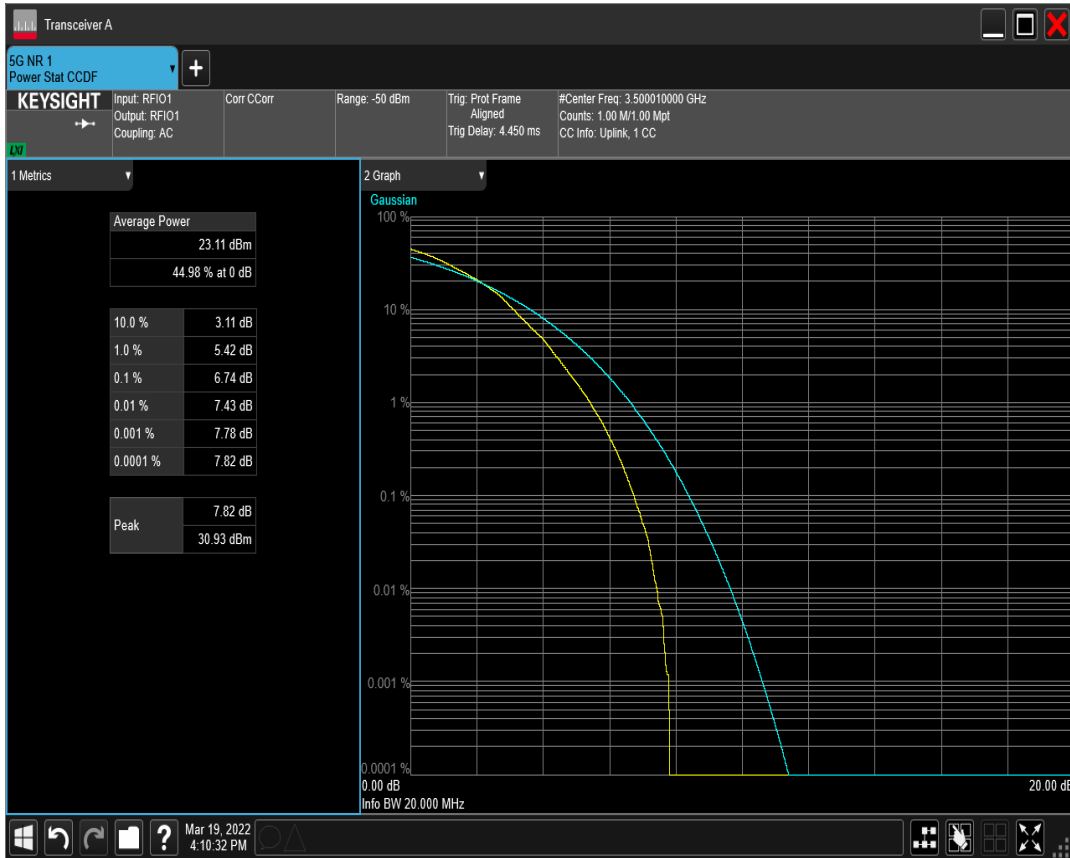 Transceiver A
5G NR 1
Power Stat CCDF
+
KEYSIGHT
LXI
Input: RFIO1
Output: RFIO1
Coupling: AC
Corr CCorr
Range: -50 dBm
Trig: Prot Frame
Aligned
Trig Delay: 4.450 ms
#Center Freq: 3.500010000 GHz
Counts: 1.00 M/1.00 Mpt
CC Info: Uplink, 1 CC
1 Metrics
Average Power
23.11 dBm
44.98 % at 0 dB
10.0 % 3.11 dB
1.0 % 5.42 dB
0.1 % 6.74 dB
0.01 % 7.43 dB
0.001 % 7.78 dB
0.0001 % 7.82 dB
Peak
7.82 dB
30.93 dBm
2 Graph
Gaussian
100 %
10 %
1 %
0.1 %
0.01 %
0.001 %
0.0001 %
0.00 dB 20.00 dB
Info BW 20.000 MHz
?
Mar 19, 2022
4:10:32 PM